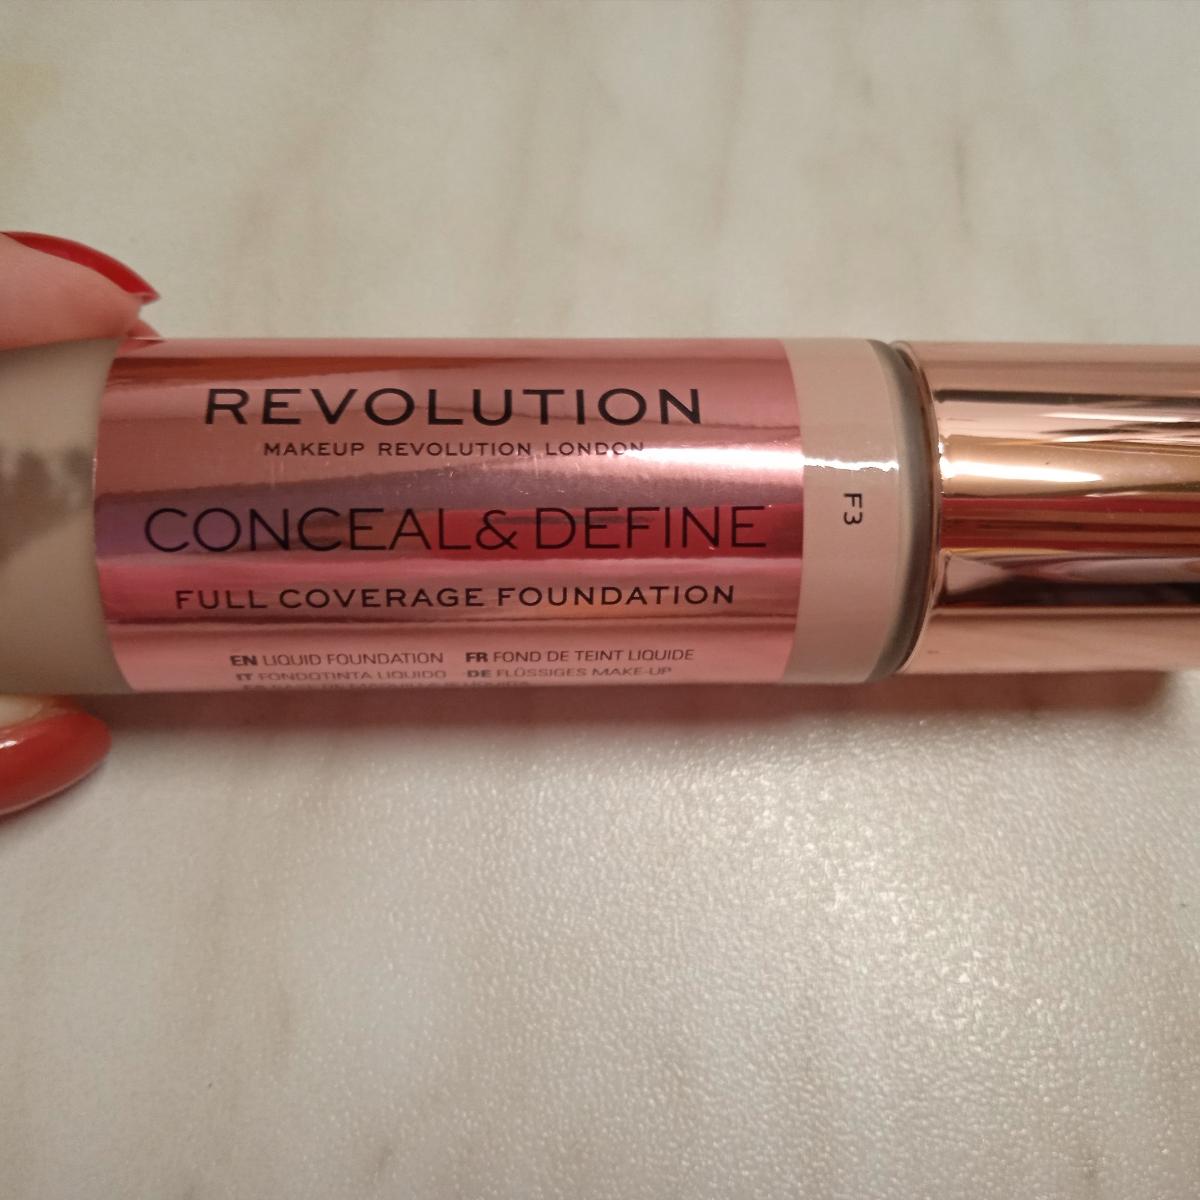 REVOLUTION
MAKEUP REVOLUTION LONDON
CONCEAL & DEFINE
FULL COVERAGE FOUNDATION
EN LIQUID FOUNDATION FR FOND DE TEINT LIQUIDE
IT FONDOTINTA LIQUIDO DE FLÜSSIGES MAKE-UP
F3